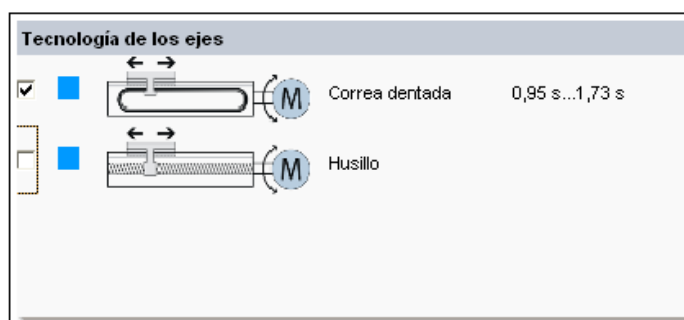 Tecnología de los ejes
M Correa dentada 0,95 s...1,73 s
M Husillo